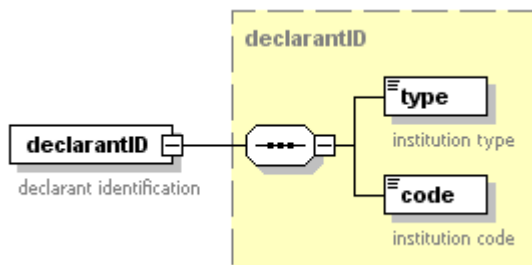 declarantID
type
institution type
declarantID
declarant identification
code
institution code